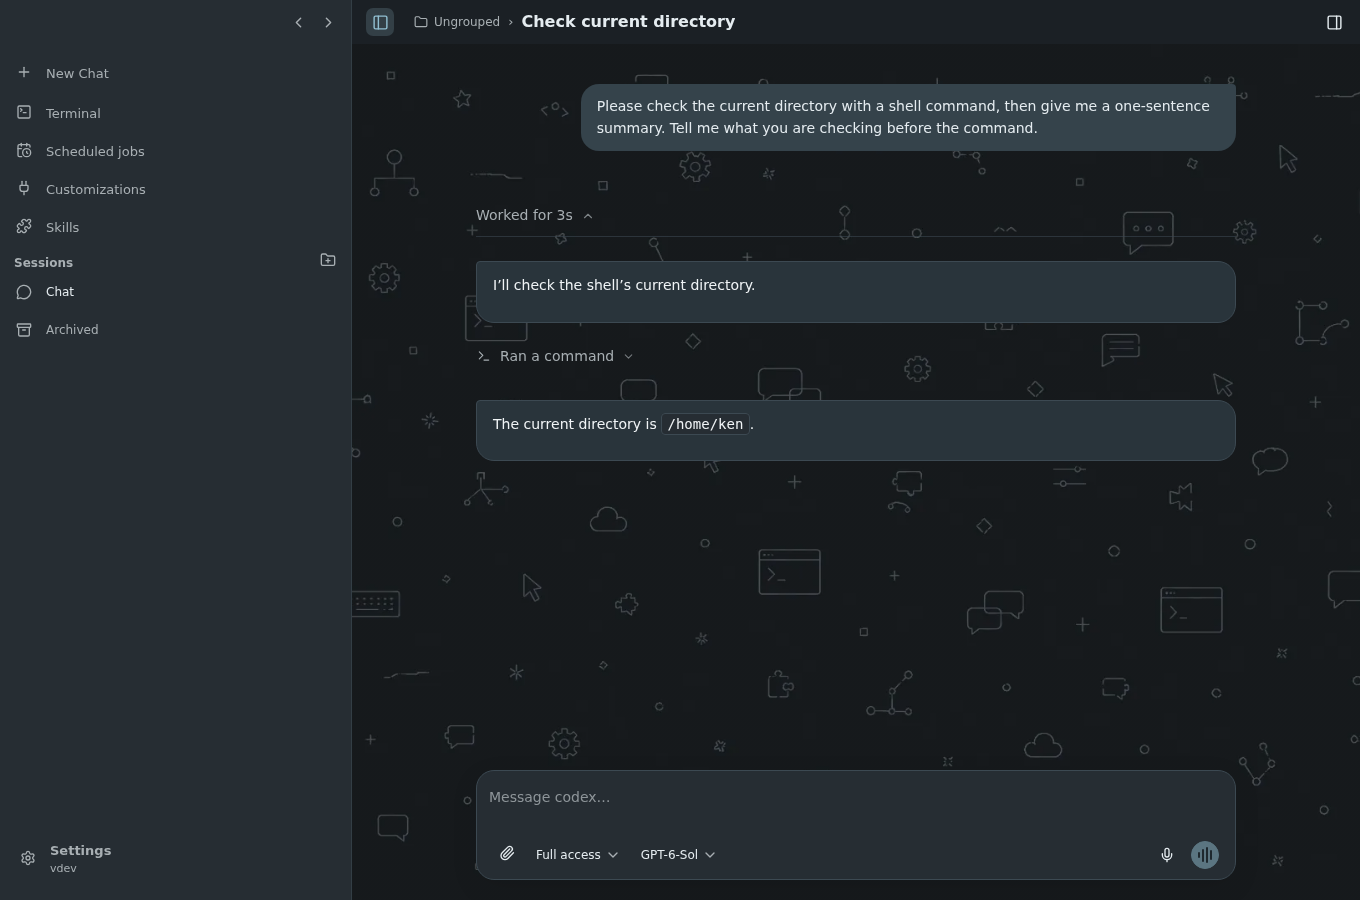 Ungrouped › Check current directory
New Chat
Terminal
Scheduled jobs
Customizations
Skills
Sessions
Chat
Archived
Settings
vdev
Please check the current directory with a shell command, then give me a one-sentence
summary. Tell me what you are checking before the command.
Worked for 3s
I’ll check the shell’s current directory.
Ran a command
The current directory is /home/ken.
Message codex…
Full access
GPT-6-Sol